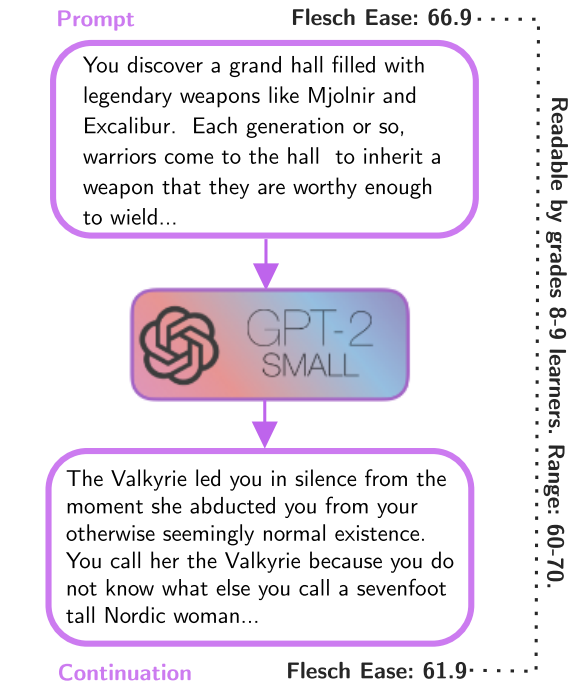 Prompt
Flesch Ease: 66.9
You discover a grand hall filled with
legendary weapons like Mjolnir and
Excalibur. Each generation or so,
warriors come to the hall to inherit a
weapon that they are worthy enough
to wield...
GPT-2
SMALL
The Valkyrie led you in silence from the
moment she abducted you from your
otherwise seemingly normal existence.
You call her the Valkyrie because you do
not know what else you call a sevenfoot
tall Nordic woman...
Continuation
Flesch Ease: 61.9
Readable by grades 8-9 learners. Range: 60-70.